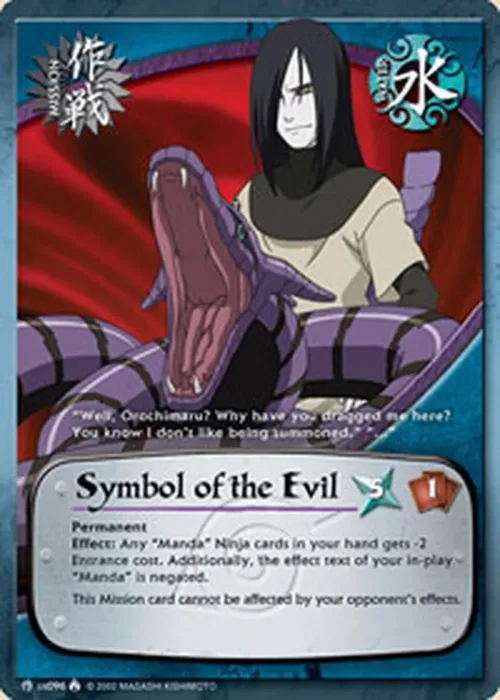 MISSION
作戦
WATER
水
"Well, Orochimaru? Why have you dragged me here?
You know I don't like being summoned." "..."
Symbol of the Evil 5 1
Permanent
Effect: Any "Manda" Ninja cards in your hand gets -2
Entrance cost. Additionally, the effect text of your in-play
"Manda" is negated.
This Mission card cannot be affected by your opponent's effects.
© 2002 MASASHI KISHIMOTO